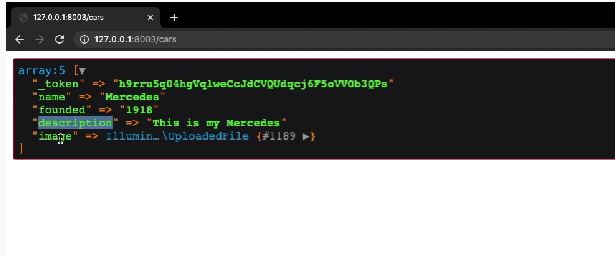 127.0.0.1:8003/cars
127.0.0.1:8003/cars
array:5 [▼
"_token" => "h9rru5q04hgVqlweCcJdCVQUdqcj6F5oVV0b3QPs"
"name" => "Mercedes"
"founded" => "1918"
"description" => "This is my Mercedes"
"image" => Illumin…\UploadedFile {#1189 ▶}
]